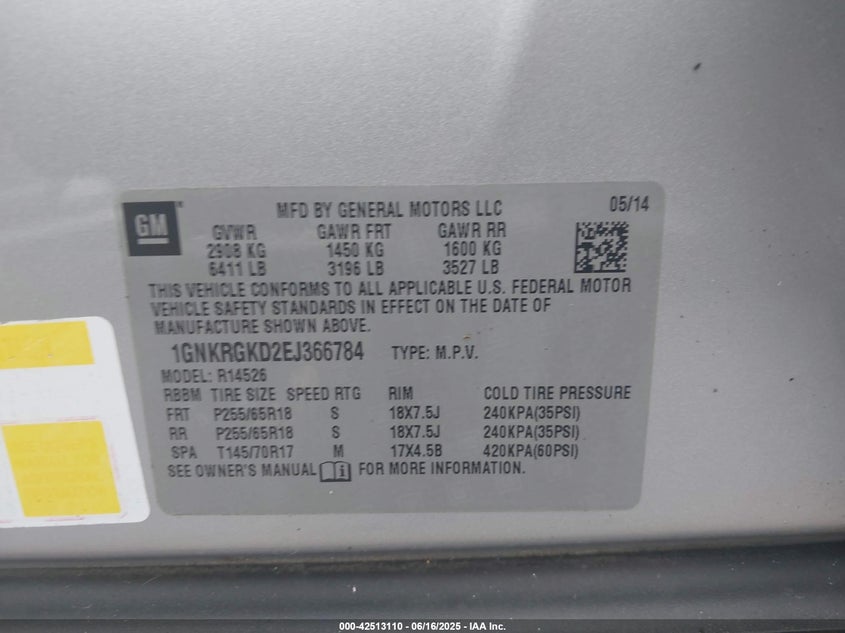 GM
MFD BY GENERAL MOTORS LLC 05/14
GVWR GAWR FRT GAWR RR
2908 KG 1450 KG 1600 KG
6411 LB 3196 LB 3527 LB
THIS VEHICLE CONFORMS TO ALL APPLICABLE U.S. FEDERAL MOTOR
VEHICLE SAFETY STANDARDS IN EFFECT ON THE DATE OF
MANUFACTURE SHOWN ABOVE.
1GNKRGKD2EJ366784 TYPE: M.P.V.
MODEL: R14526
RBBM TIRE SIZE SPEED RTG RIM COLD TIRE PRESSURE
FRT P255/65R18 S 18X7.5J 240KPA(35PSI)
RR P255/65R18 S 18X7.5J 240KPA(35PSI)
SPA T145/70R17 M 17X4.5B 420KPA(60PSI)
SEE OWNER'S MANUAL FOR MORE INFORMATION.
000-42513110 - 06/16/2025 - IAA Inc.